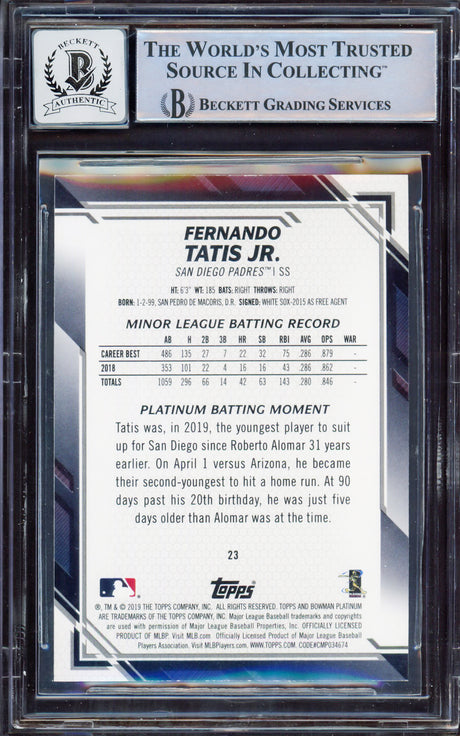 BECKETT
B
AUTHENTIC
THE WORLD'S MOST TRUSTED
SOURCE IN COLLECTING™
B BECKETT GRADING SERVICES
FERNANDO
TATIS JR.
SAN DIEGO PADRES™ | SS
HT: 6'3" WT: 185 BATS: RIGHT THROWS: RIGHT
BORN: 1-2-99, SAN PEDRO DE MACORIS, D.R. SIGNED: WHITE SOX-2015 AS FREE AGENT
MINOR LEAGUE BATTING RECORD
AB H 2B 3B HR SB RBI AVG OPS WAR
CAREER BEST 486 135 27 7 22 32 75 .286 .879 -
2018 353 101 22 4 16 16 43 .286 .862 -
TOTALS 1059 296 66 14 42 63 143 .280 .846 -
PLATINUM BATTING MOMENT
Tatis was, in 2019, the youngest player to suit
up for San Diego since Roberto Alomar 31 years
earlier. On April 1 versus Arizona, he became
their second-youngest to hit a home run. At 90
days past his 20th birthday, he was just five
days older than Alomar was at the time.
23
Topps
®, TM & © 2019 THE TOPPS COMPANY, INC. ALL RIGHTS RESERVED. TOPPS AND BOWMAN PLATINUM
ARE TRADEMARKS OF THE TOPPS COMPANY, INC. Major League Baseball trademarks and copyrights
are used with permission of Major League Baseball Properties, Inc. OFFICIALLY LICENSED
PRODUCT OF MLBP. Visit MLB.com Official Licensed Product of Major League Baseball
Players Association. Visit MLBPlayers.com WWW.TOPPS.COM. CODE#CMP034674